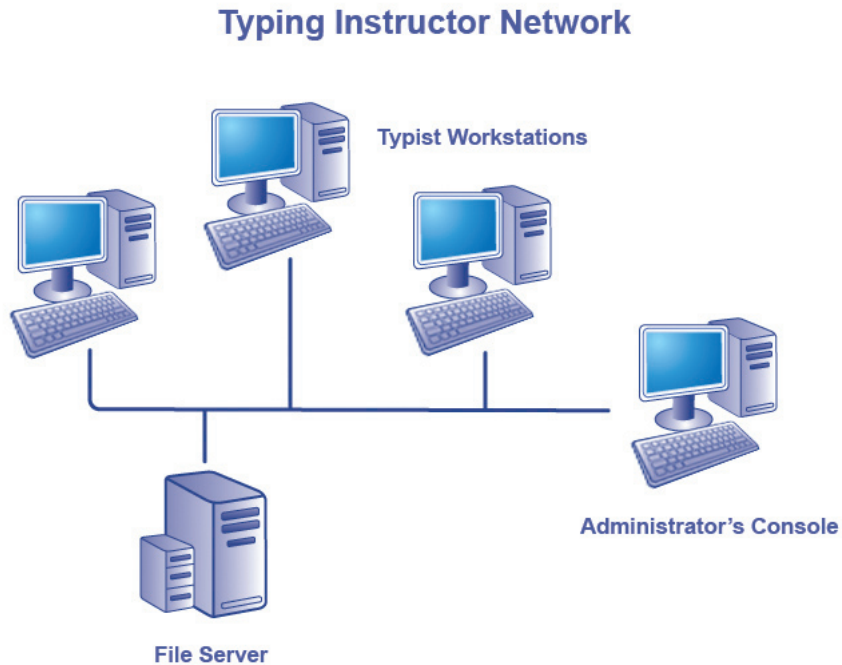 Typing Instructor Network
Typist Workstations
Administrator’s Console
File Server